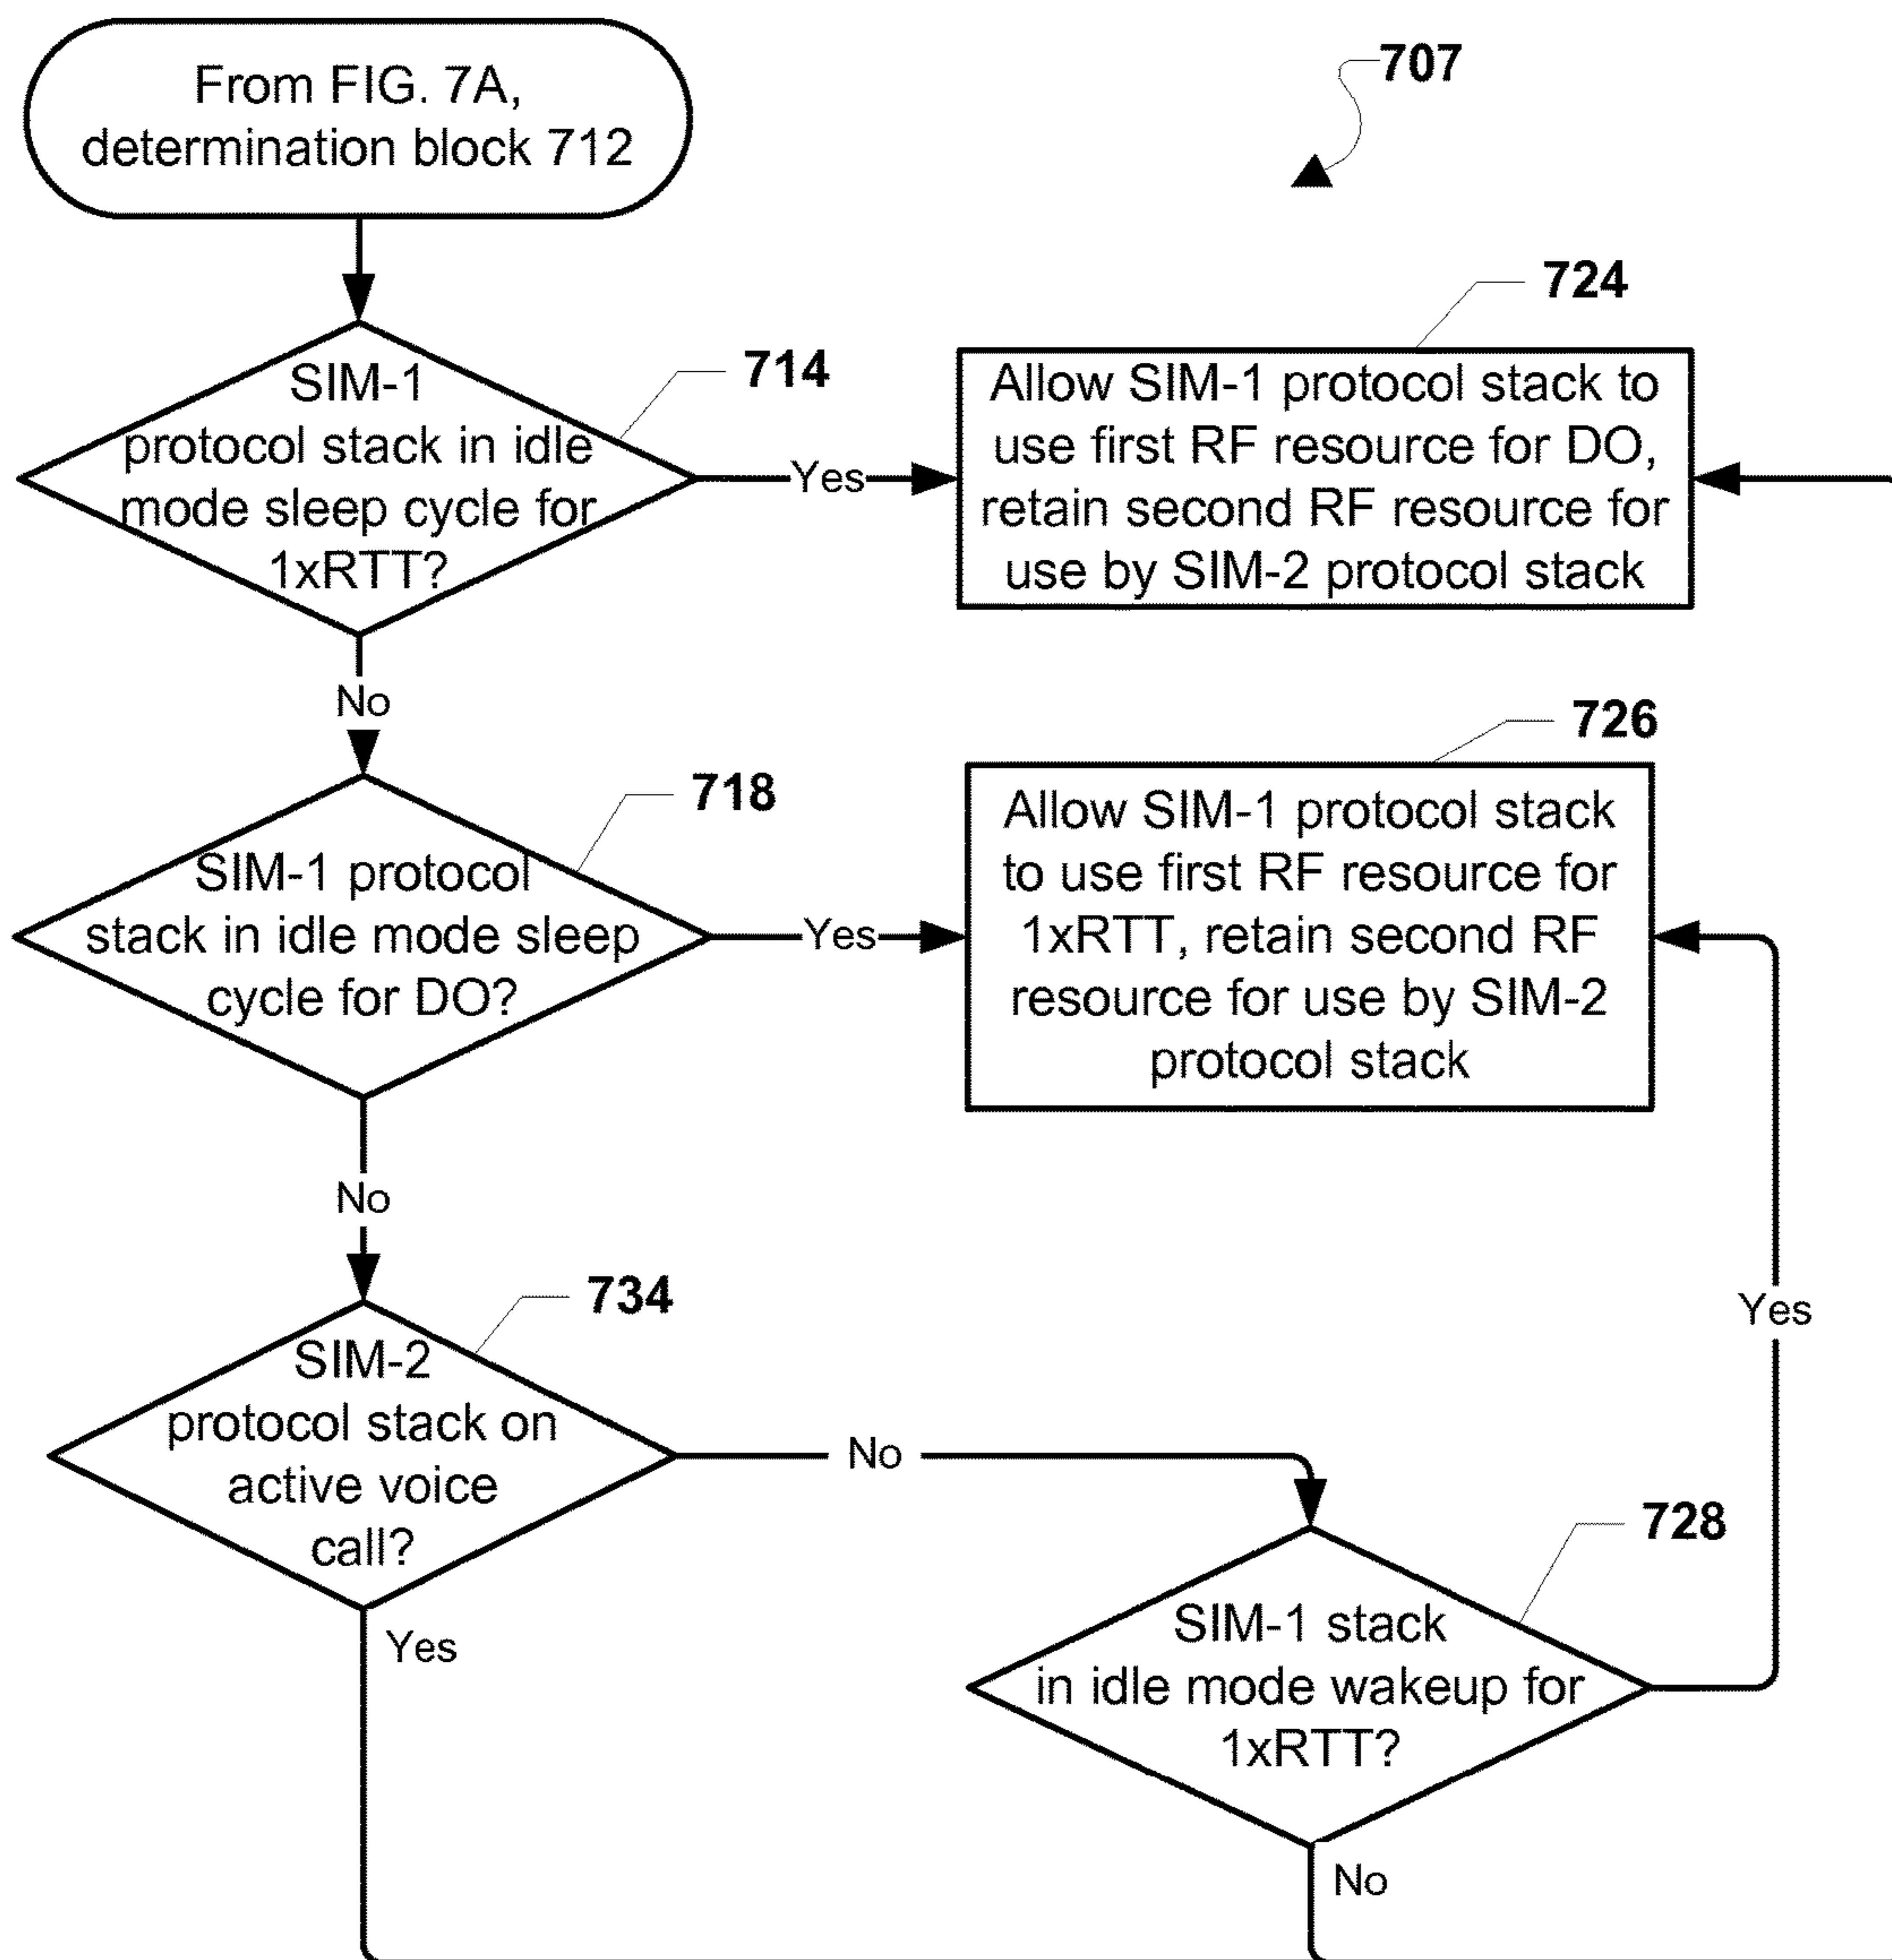 From FIG. 7A,
determination block 712
707
SIM-1
protocol stack in idle
mode sleep cycle for
1xRTT?
714
Yes
724
Allow SIM-1 protocol stack to
use first RF resource for DO,
retain second RF resource for
use by SIM-2 protocol stack
No
SIM-1 protocol
stack in idle mode sleep
cycle for DO?
718
Yes
726
Allow SIM-1 protocol stack
to use first RF resource for
1xRTT, retain second RF
resource for use by SIM-2
protocol stack
No
SIM-2
protocol stack on
active voice
call?
734
No
Yes
Yes
SIM-1 stack
in idle mode wakeup for
1xRTT?
728
No